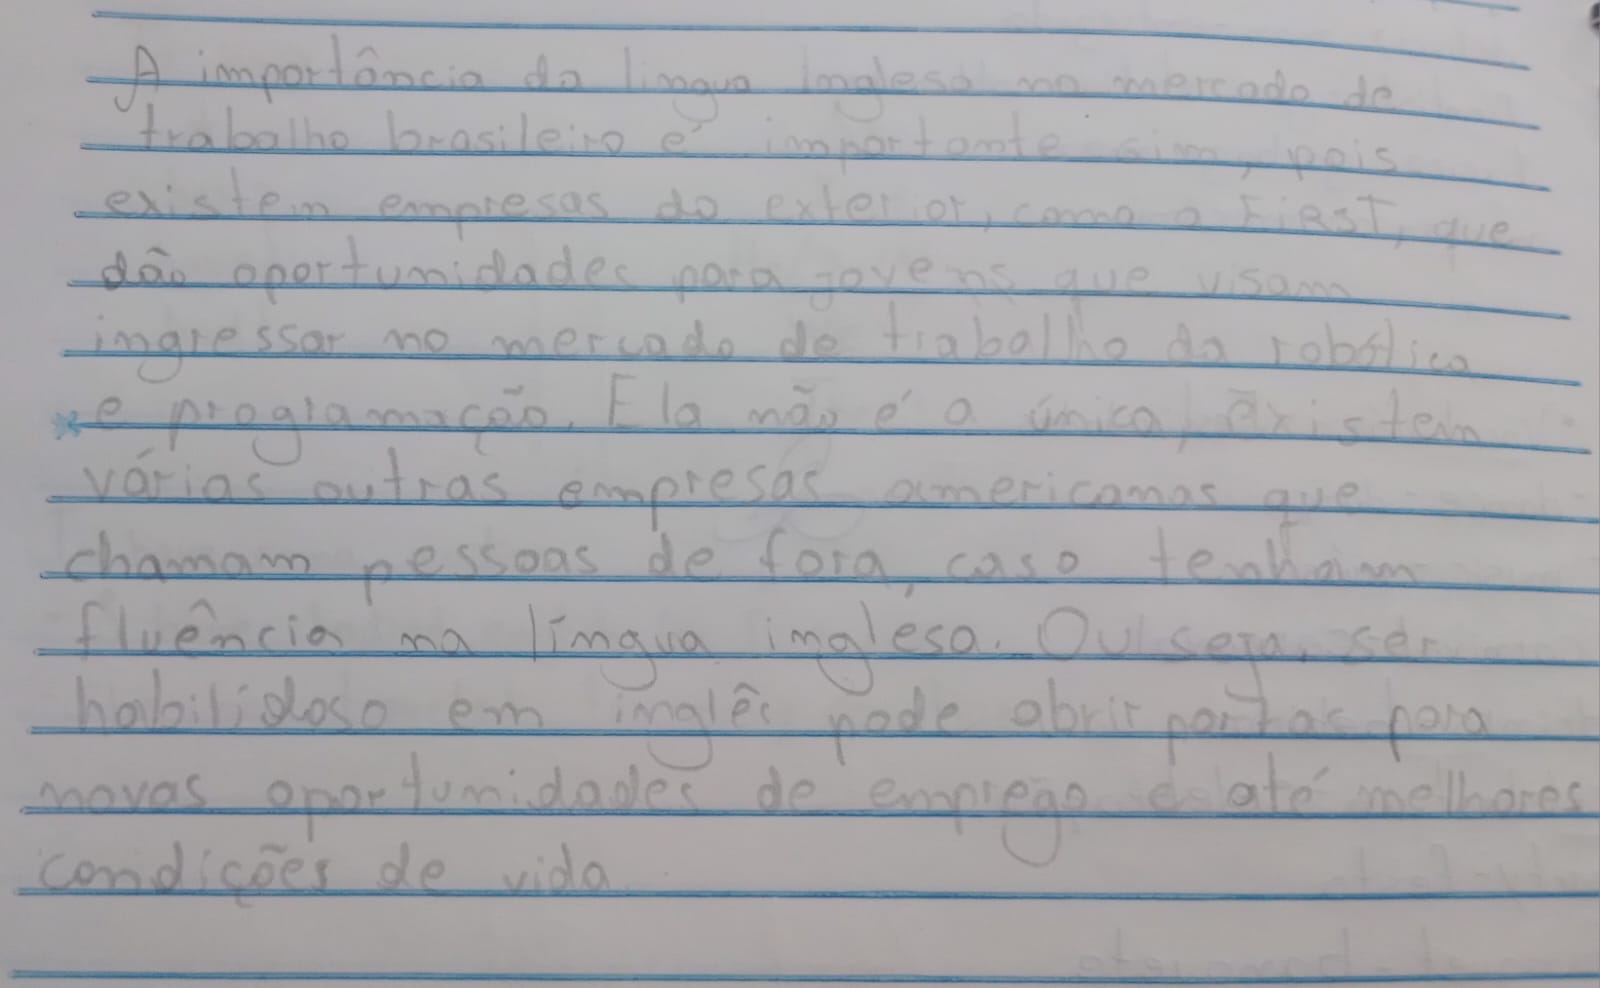 A importância da lingua inglesa no mercado de
trabalho brasileiro é importante sim, pois
existem empresas do exterior, como a FIRST, que
dão oportunidades para jovens que visam
ingressar no mercado de trabalho da robótica
e programação. Ela não é a única, existem
várias outras empresas americanas que
chamam pessoas de fora, caso tenham
fluência na língua inglesa. Ou seja, ser
habilidoso em inglês pode abrir portas para
novas oportunidades de emprego e até melhores
condições de vida